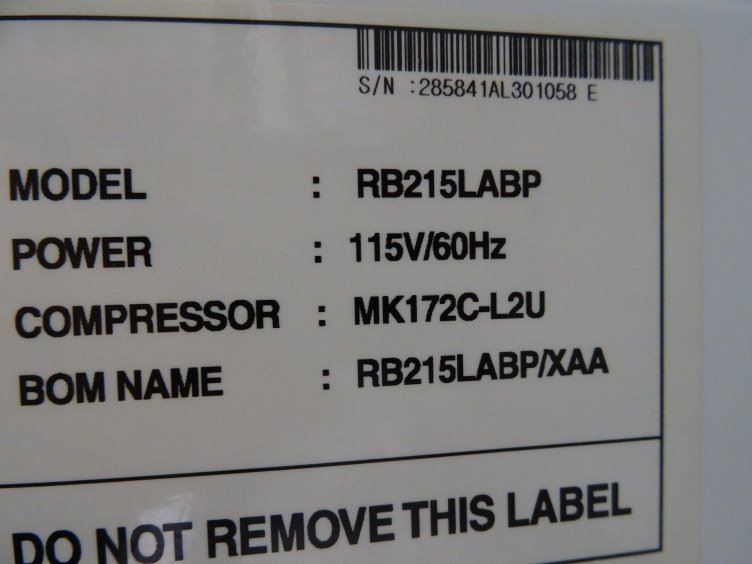 S/N :285841AL301058 E
MODEL : RB215LABP
POWER : 115V/60Hz
COMPRESSOR : MK172C-L2U
BOM NAME : RB215LABP/XAA
DO NOT REMOVE THIS LABEL